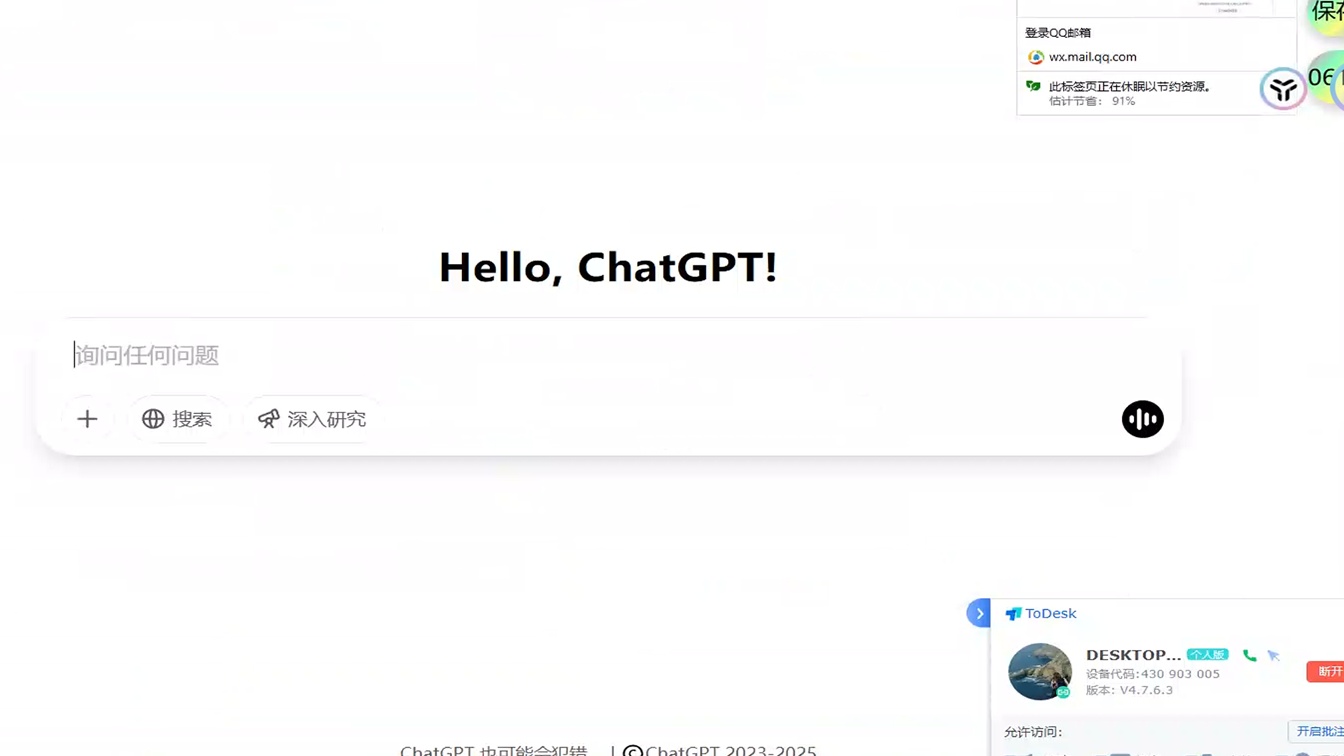 保存
登录QQ邮箱
wx.mail.qq.com
此标签页正在休眠以节约资源。
估计节省： 91%
06
Hello, ChatGPT!
询问任何问题
搜索
深入研究
ToDesk
DESKTOP...
个人版
设备代码:430 903 005
版本: V4.7.6.3
断开
允许访问:
开启批注
ChatGPT 也可能会犯错。 | ©ChatGPT 2023-2025